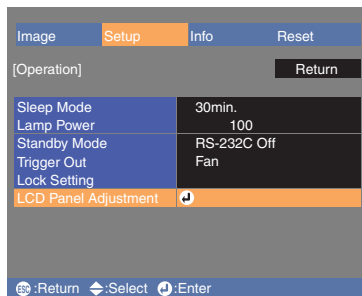 Image Setup Info Reset
[Operation] Return
Sleep Mode 30min.
Lamp Power 100
Standby Mode RS-232C Off
Trigger Out Fan
Lock Setting
LCD Panel Adjustment
ESC :Return :Select :Enter